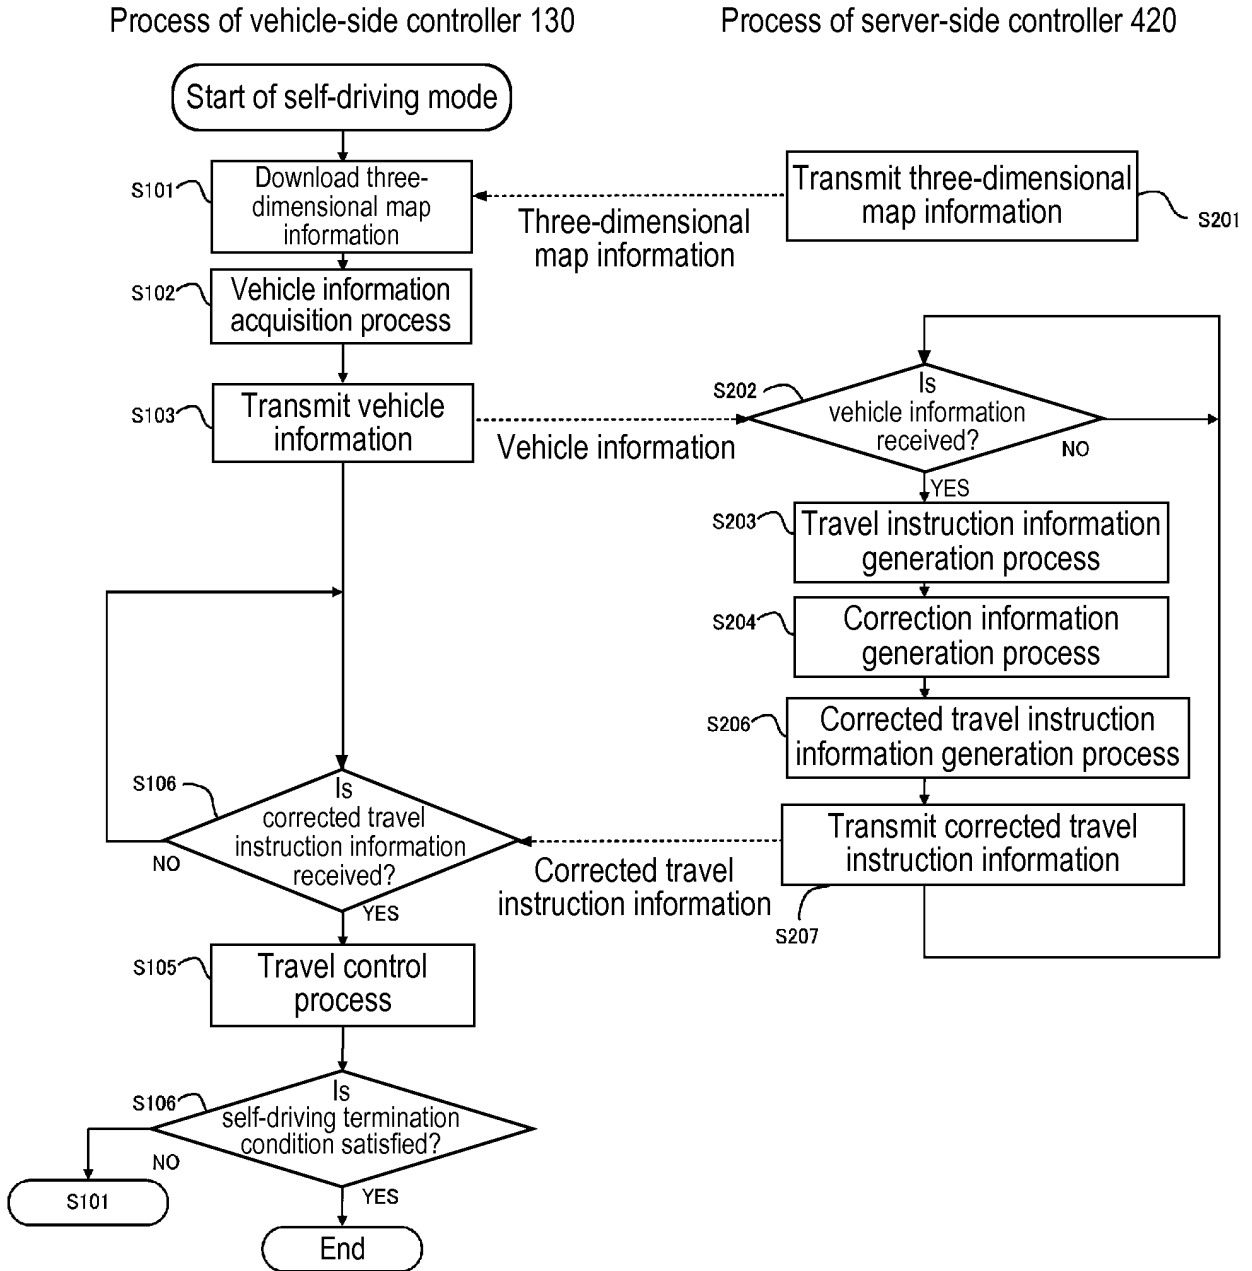 Process of vehicle-side controller 130
Process of server-side controller 420
Start of self-driving mode
S101
Download three-
dimensional map
information
Three-dimensional
map information
Transmit three-dimensional
map information
S201
S102
Vehicle information
acquisition process
S103
Transmit vehicle
information
Vehicle information
S202
Is
vehicle information
received?
NO
YES
S203
Travel instruction information
generation process
S204
Correction information
generation process
S206
Corrected travel instruction
information generation process
S106
Is
corrected travel
instruction information
received?
NO
YES
Corrected travel
instruction information
Transmit corrected travel
instruction information
S207
S105
Travel control
process
S106
Is
self-driving termination
condition satisfied?
NO
YES
S101
End